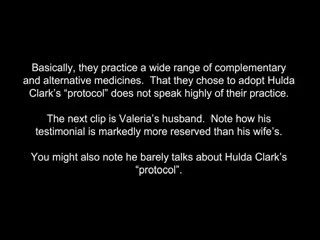 Basically, they practice a wide range of complementary
and alternative medicines.  That they chose to adopt Hulda
Clark's “protocol” does not speak highly of their practice.
The next clip is Valeria's husband.  Note how his
testimonial is markedly more reserved than his wife's.
You might also note he barely talks about Hulda Clark's
“protocol”.